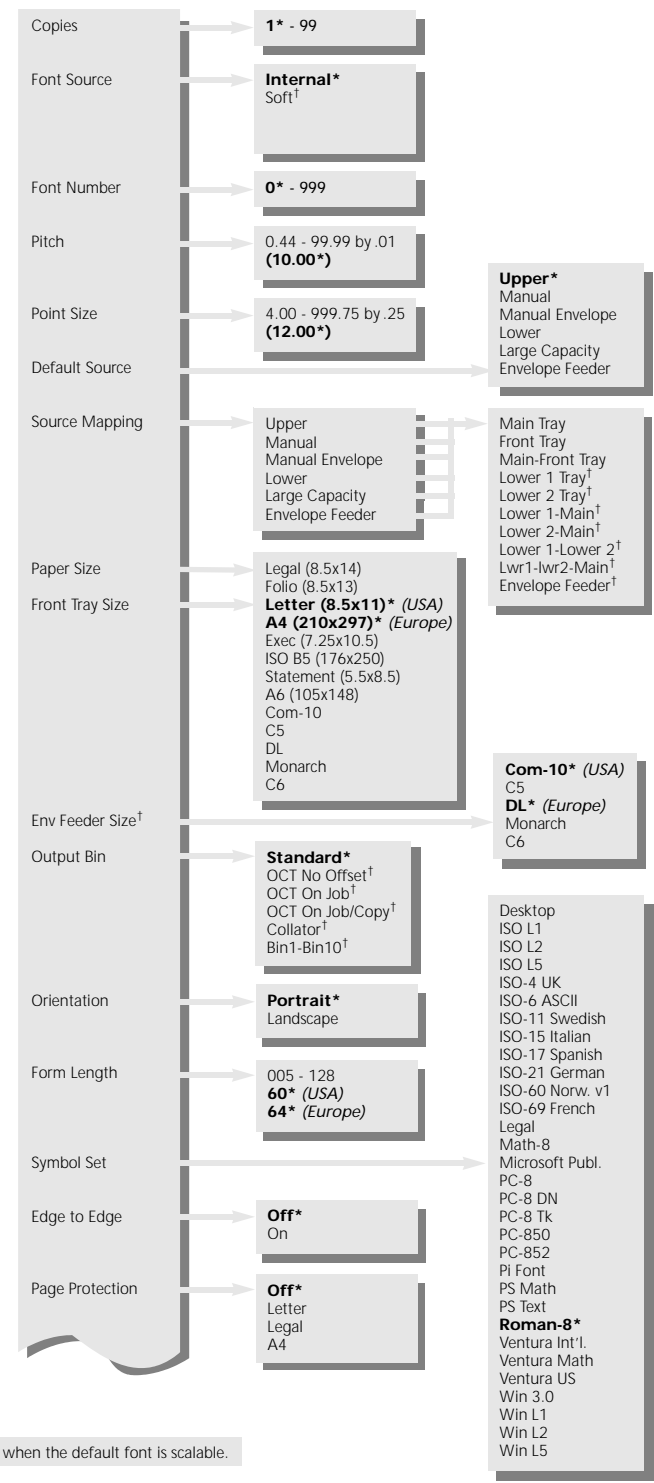 Copies
1* - 99
Font Source
Internal*
Soft†
Font Number
0* - 999
Pitch
0.44 - 99.99 by .01
(10.00*)
Point Size
4.00 - 999.75 by .25
(12.00*)
Default Source
Upper*
Manual
Manual Envelope
Lower
Large Capacity
Envelope Feeder
Source Mapping
Upper
Manual
Manual Envelope
Lower
Large Capacity
Envelope Feeder
Main Tray
Front Tray
Main-Front Tray
Lower 1 Tray†
Lower 2 Tray†
Lower 1-Main†
Lower 2-Main†
Lower 1-Lower 2†
Lwr1-lwr2-Main†
Envelope Feeder†
Paper Size
Front Tray Size
Legal (8.5x14)
Folio (8.5x13)
Letter (8.5x11)* (USA)
A4 (210x297)* (Europe)
Exec (7.25x10.5)
ISO B5 (176x250)
Statement (5.5x8.5)
A6 (105x148)
Com-10
C5
DL
Monarch
C6
Env Feeder Size†
Com-10* (USA)
C5
DL* (Europe)
Monarch
C6
Output Bin
Standard*
OCT No Offset†
OCT On Job†
OCT On Job/Copy†
Collator†
Bin1-Bin10†
Orientation
Portrait*
Landscape
Form Length
005 - 128
60* (USA)
64* (Europe)
Symbol Set
Desktop
ISO L1
ISO L2
ISO L5
ISO-4 UK
ISO-6 ASCII
ISO-11 Swedish
ISO-15 Italian
ISO-17 Spanish
ISO-21 German
ISO-60 Norw. v1
ISO-69 French
Legal
Math-8
Microsoft Publ.
PC-8
PC-8 DN
PC-8 Tk
PC-850
PC-852
Pi Font
PS Math
PS Text
Roman-8*
Ventura Int'l.
Ventura Math
Ventura US
Win 3.0
Win L1
Win L2
Win L5
Edge to Edge
Off*
On
Page Protection
Off*
Letter
Legal
A4
when the default font is scalable.